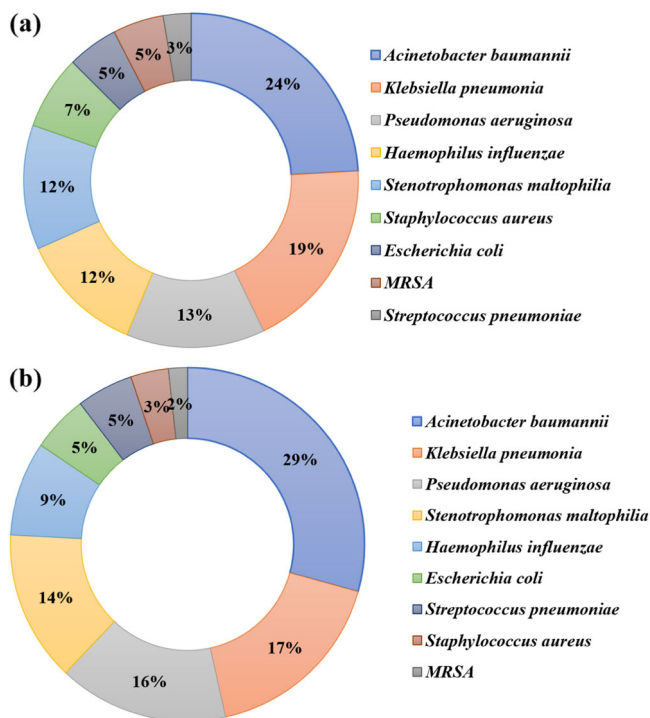 (a)
24%
19%
13%
12%
12%
7%
5%
5%
3%
Acinetobacter baumannii
Klebsiella pneumonia
Pseudomonas aeruginosa
Haemophilus influenzae
Stenotrophomonas maltophilia
Staphylococcus aureus
Escherichia coli
MRSA
Streptococcus pneumoniae
(b)
29%
17%
16%
14%
9%
5%
5%
3%
2%
Acinetobacter baumannii
Klebsiella pneumonia
Pseudomonas aeruginosa
Stenotrophomonas maltophilia
Haemophilus influenzae
Escherichia coli
Streptococcus pneumoniae
Staphylococcus aureus
MRSA